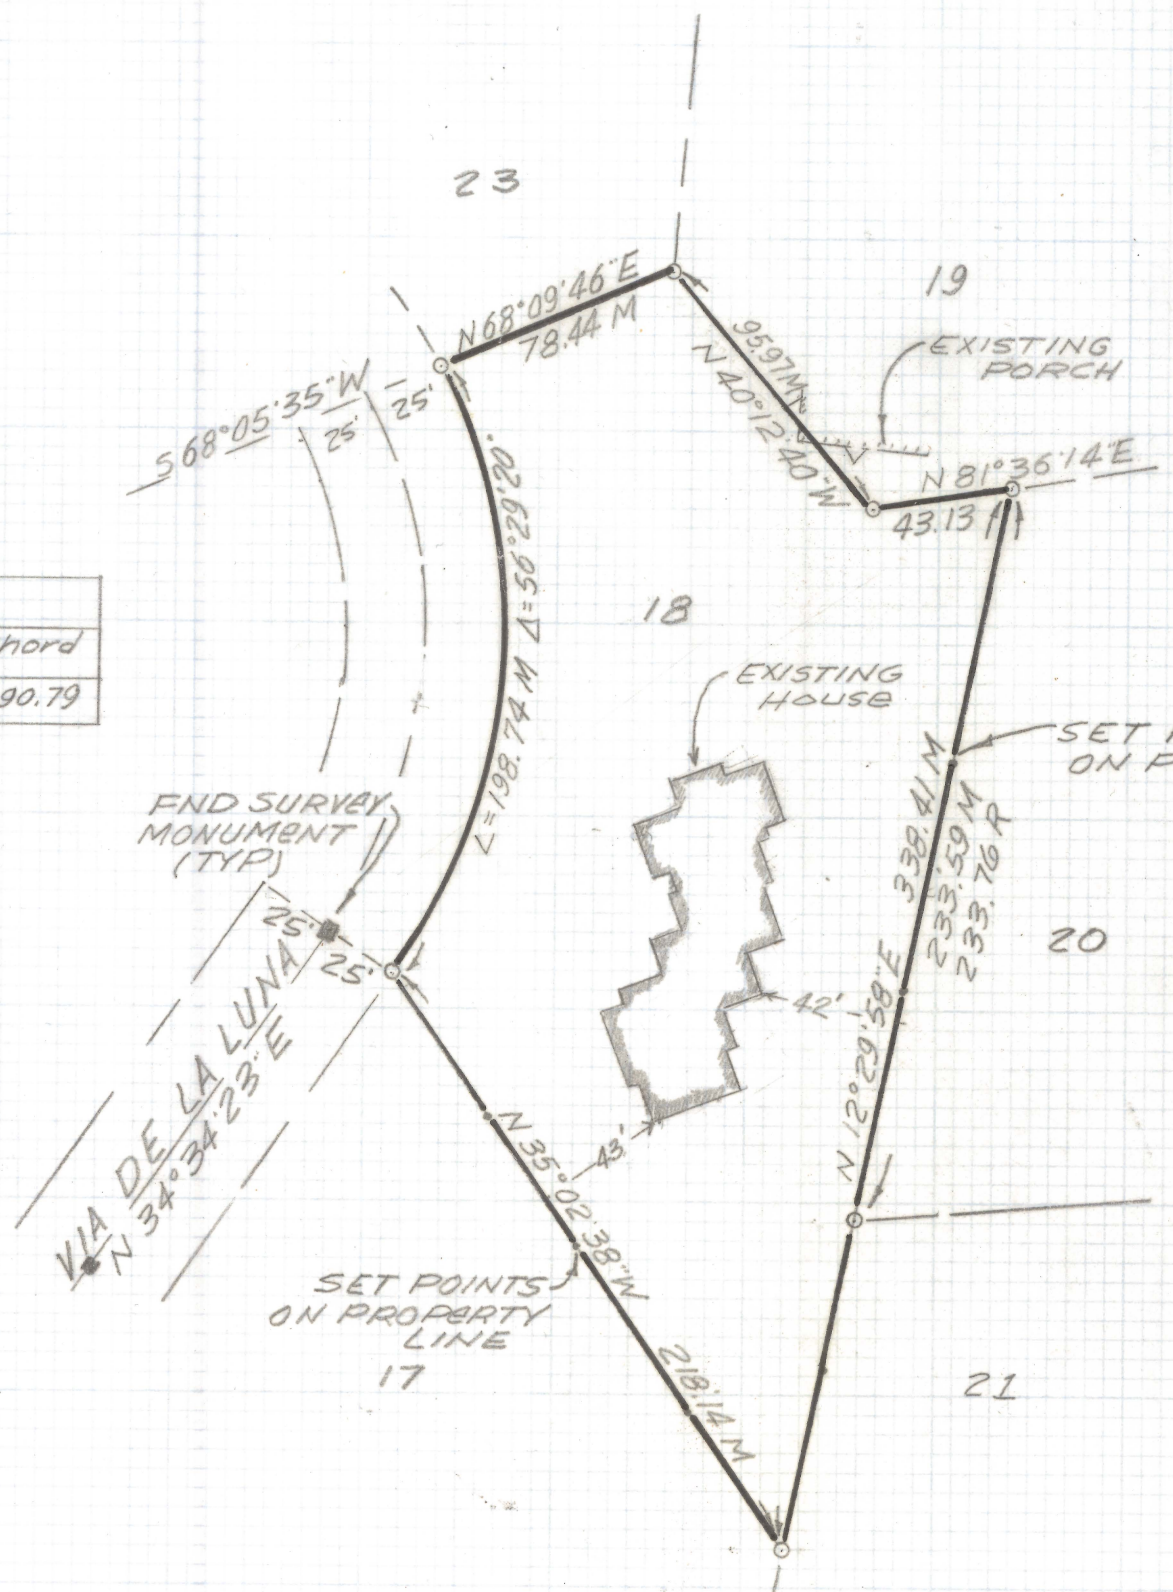 23
19
N 68°09'46"E
78.44 M
95.97 M
N 40°12'40"W
EXISTING
PORCH
S 68°05'35"W
25'
25'
N 81°36'14"E
43.13
L=198.74 M Δ=56°29'20"
18
hord
90.79
EXISTING
HOUSE
SET
ON
338.41 M
233.59 M
233.76 R
FND SURVEY
MONUMENT
(TYP)
25'
25'
20
42'
N 12°29'58"E
VIA DE LA LUNA
N 34°34'23"E
43'
N 35°02'38"W
218.14 M
SET POINTS
ON PROPERTY
LINE
17
21